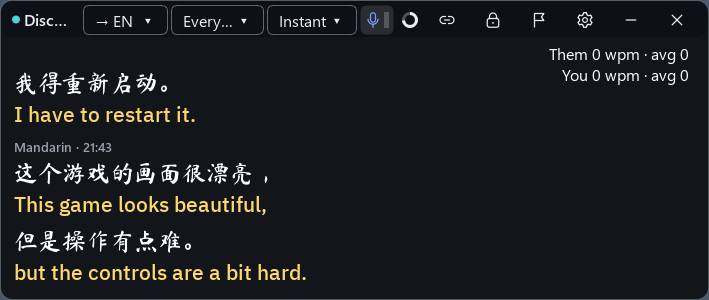 Disc...
→ EN
Every...
Instant
Them 0 wpm · avg 0
You 0 wpm · avg 0
我得重新启动。
I have to restart it.
Mandarin · 21:43
这个游戏的画面很漂亮，
This game looks beautiful,
但是操作有点难。
but the controls are a bit hard.